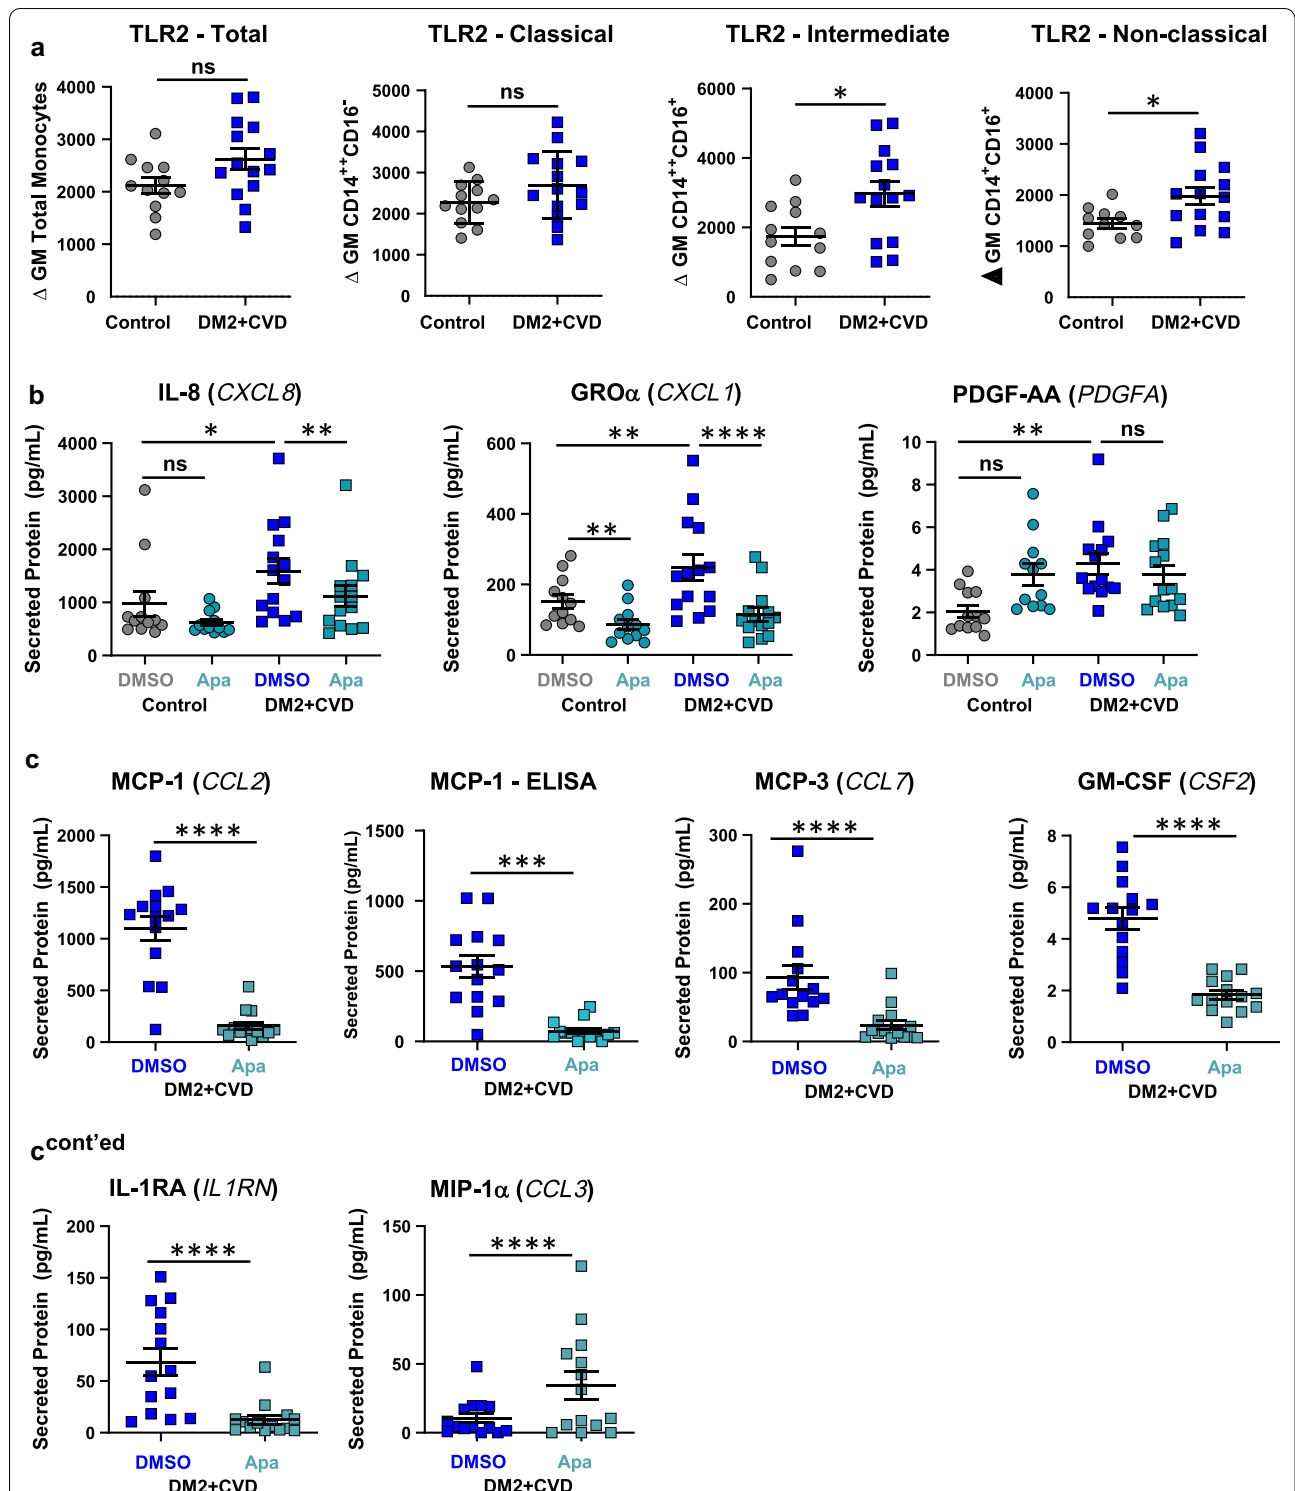 a
TLR2 - Total
ns
Δ GM Total Monocytes
4000
3000
2000
1000
0
Control DM2+CVD
TLR2 - Classical
ns
Δ GM CD14++CD16-
5000
4000
3000
2000
1000
0
Control DM2+CVD
TLR2 - Intermediate
*
Δ GM CD14++CD16+
6000
4000
2000
0
Control DM2+CVD
TLR2 - Non-classical
*
▲ GM CD14+CD16+
4000
3000
2000
1000
0
Control DM2+CVD
b
IL-8 (CXCL8)
* **
ns
Secreted Protein (pg/mL)
4000
3000
2000
1000
0
DMSO Apa DMSO Apa
Control DM2+CVD
GROα (CXCL1)
** ****
**
Secreted Protein (pg/mL)
600
400
200
0
DMSO Apa DMSO Apa
Control DM2+CVD
PDGF-AA (PDGFA)
** ns
ns
Secreted Protein (pg/mL)
10
8
6
4
2
0
DMSO Apa DMSO Apa
Control DM2+CVD
c
MCP-1 (CCL2)
****
Secreted Protein (pg/mL)
2000
1500
1000
500
0
DMSO Apa
DM2+CVD
MCP-1 - ELISA
***
Secreted Protein (pg/mL)
1500
1000
500
0
DMSO Apa
DM2+CVD
MCP-3 (CCL7)
****
Secreted Protein (pg/mL)
300
200
100
0
DMSO Apa
DM2+CVD
GM-CSF (CSF2)
****
Secreted Protein (pg/mL)
8
6
4
2
0
DMSO Apa
DM2+CVD
c cont'ed
IL-1RA (IL1RN)
****
Secreted Protein (pg/mL)
200
150
100
50
0
DMSO Apa
DM2+CVD
MIP-1α (CCL3)
****
Secreted Protein (pg/mL)
150
100
50
0
DMSO Apa
DM2+CVD